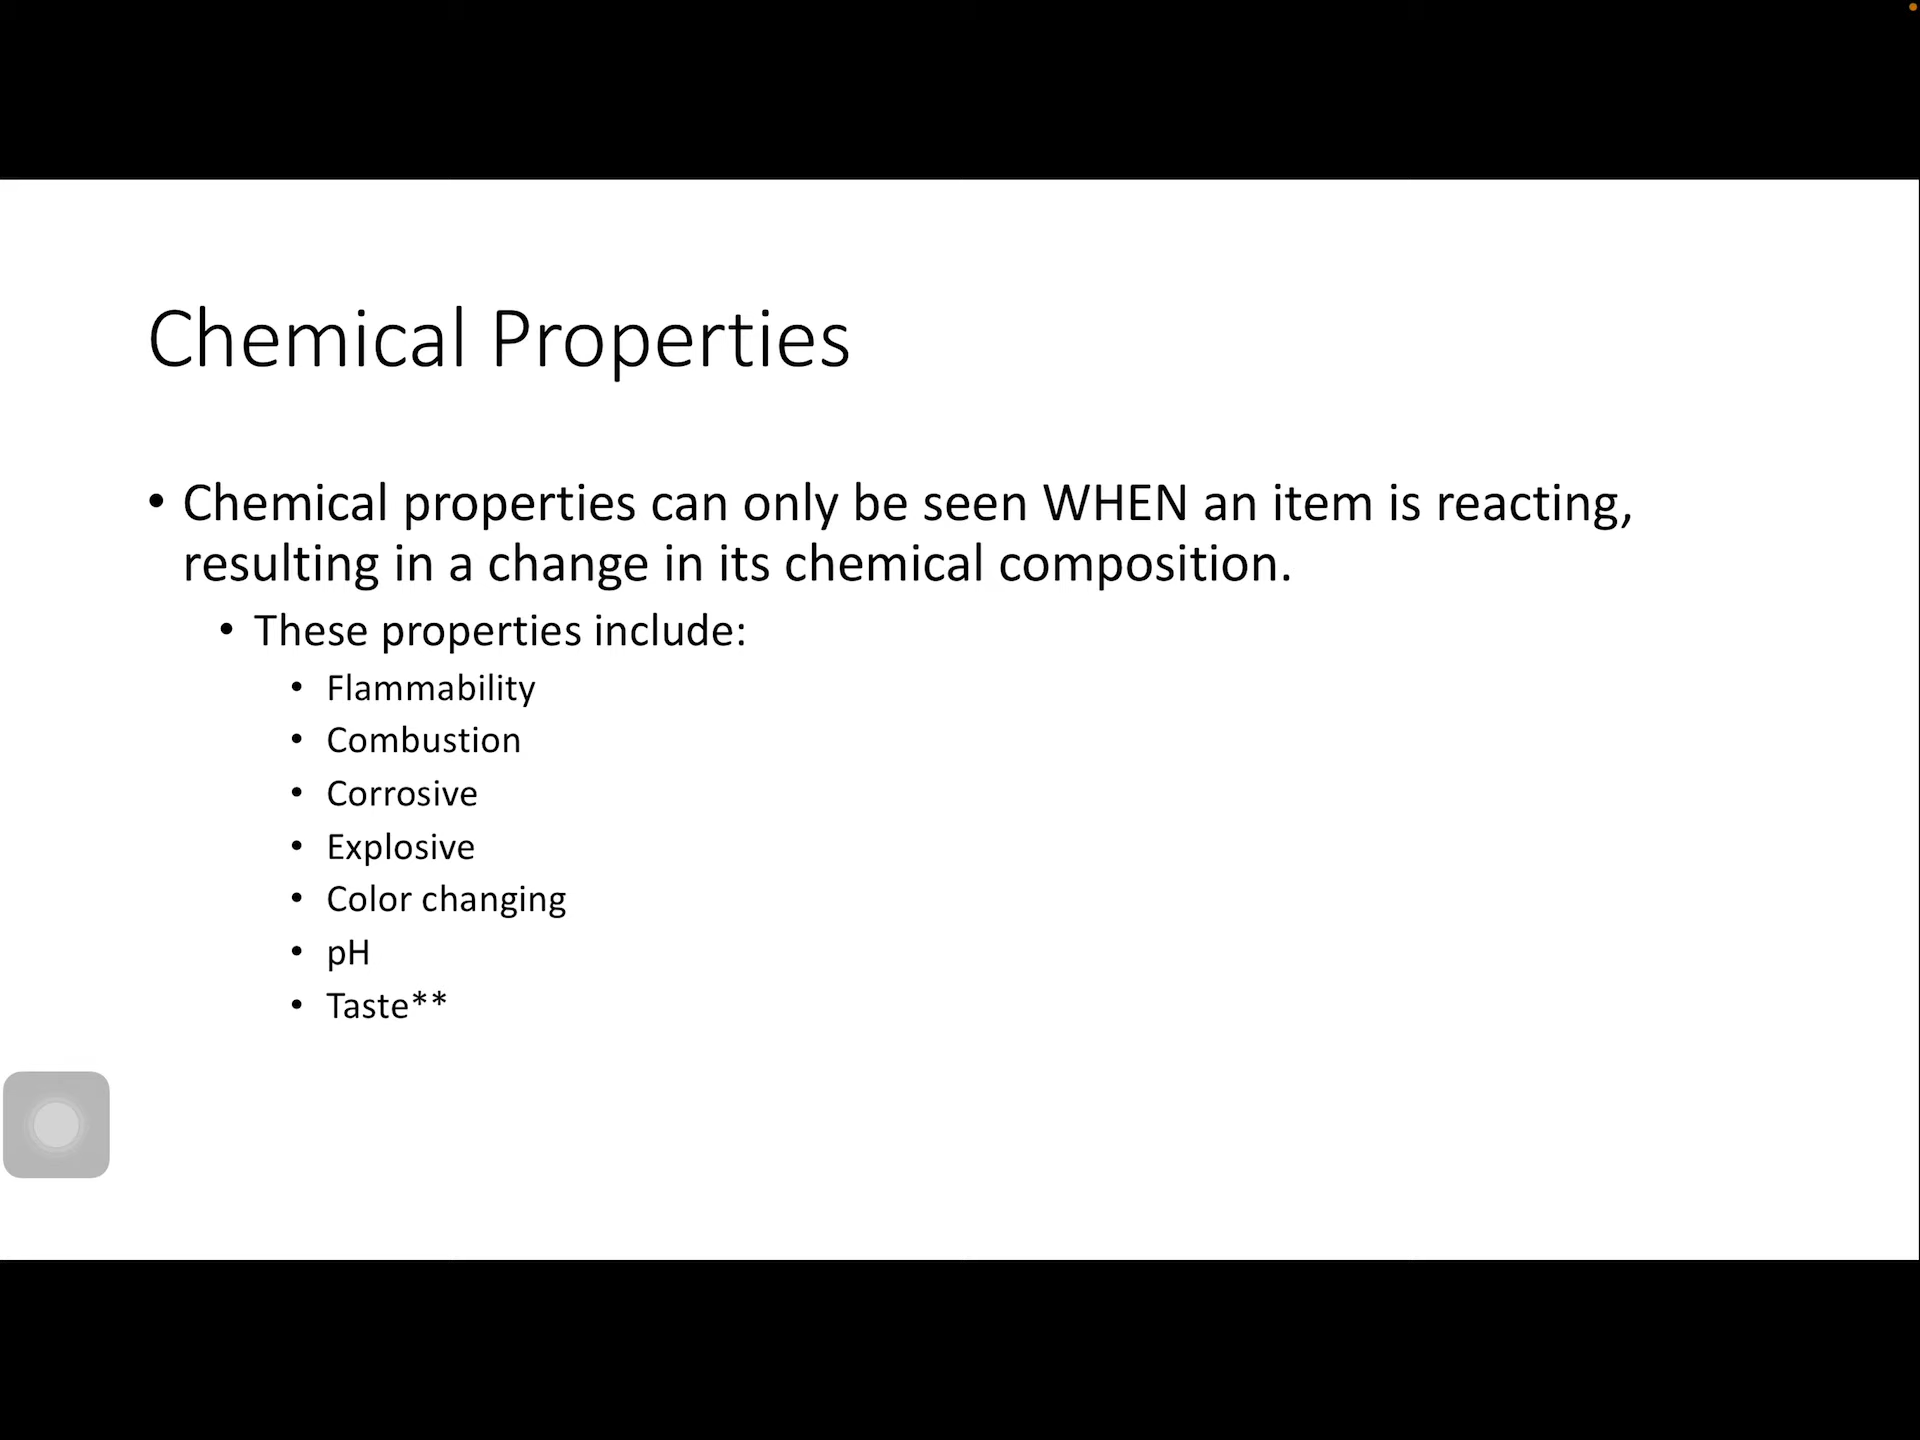 Chemical Properties
• Chemical properties can only be seen WHEN an item is reacting,
resulting in a change in its chemical composition.
• These properties include:
• Flammability
• Combustion
• Corrosive
• Explosive
• Color changing
• pH
• Taste**